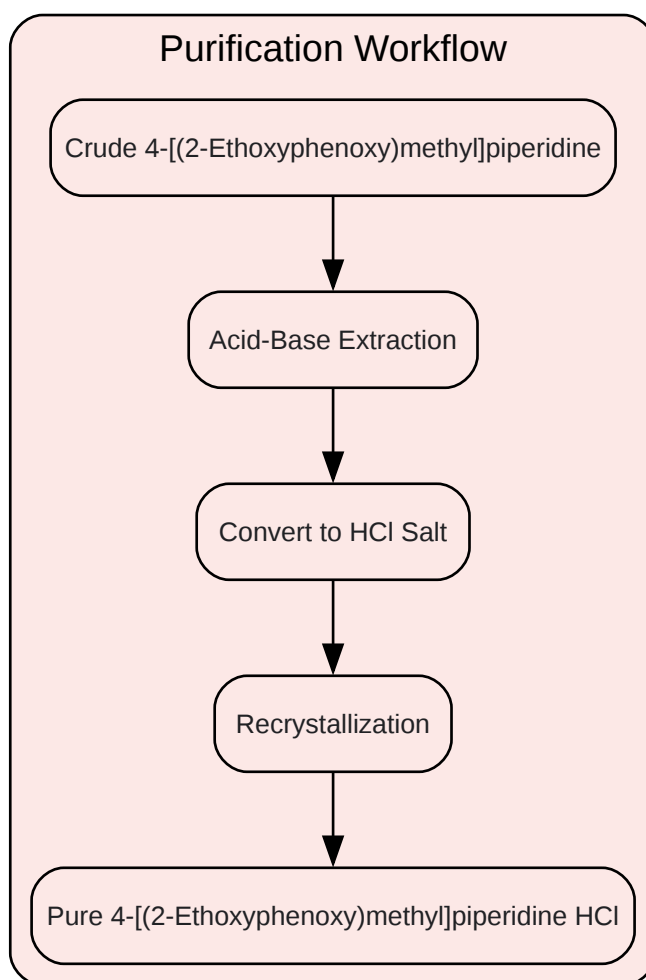 Purification Workflow
Crude 4-[(2-Ethoxyphenoxy)methyl]piperidine
Acid-Base Extraction
Convert to HCl Salt
Recrystallization
Pure 4-[(2-Ethoxyphenoxy)methyl]piperidine HCl